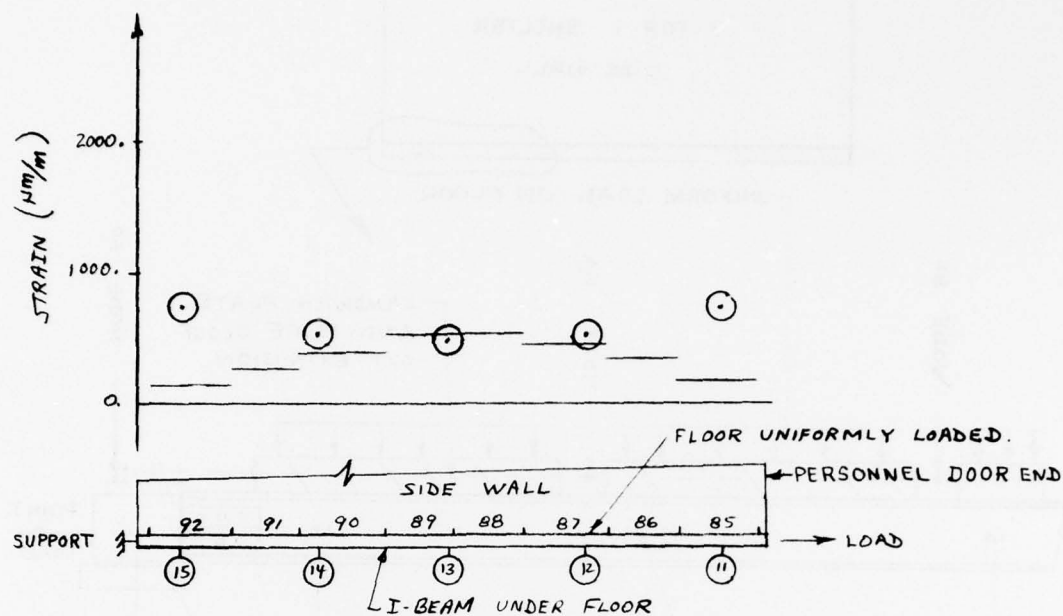 2000.
1000.
0.
STRAIN (μm/m)
FLOOR UNIFORMLY LOADED.
PERSONNEL DOOR END
SIDE WALL
92 91 90 89 88 87 86 85
SUPPORT
LOAD
15 14 13 12 11
I-BEAM UNDER FLOOR